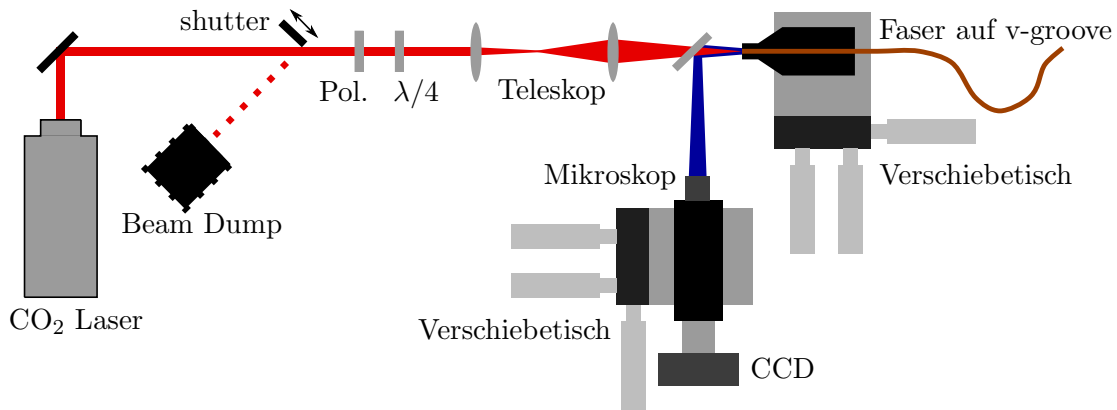 shutter
Faser auf v-groove
Pol.
λ/4
Teleskop
Mikroskop
Verschiebetisch
Beam Dump
CO₂ Laser
Verschiebetisch
CCD